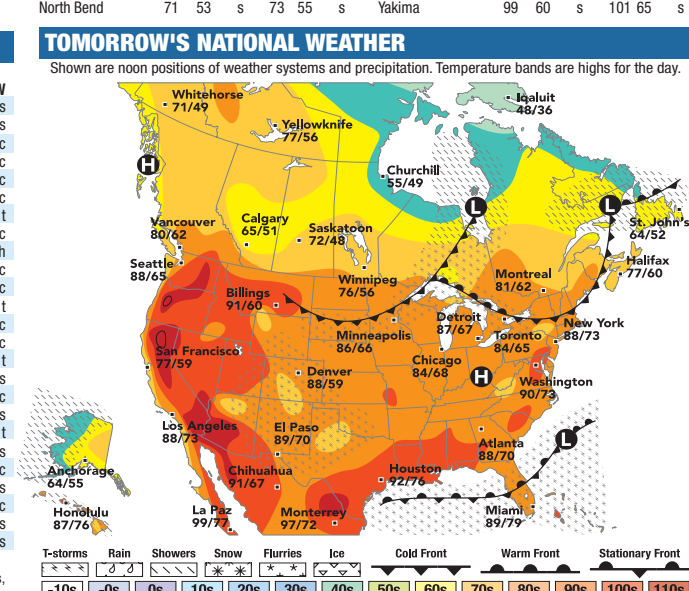 North Bend 71 53 s 73 55 s Yakima 99 60 s 101 65 s
TOMORROW'S NATIONAL WEATHER
Shown are noon positions of weather systems and precipitation. Temperature bands are highs for the day.
Whitehorse
71/49
Iqaluit
48/36
Yellowknife
77/56
H
Churchill
55/49
L
L
Vancouver
80/62
Calgary
65/51
Saskatoon
72/48
St. John's
64/52
Seattle
88/65
Winnipeg
76/56
Montreal
81/62
Halifax
77/60
Billings
91/60
Minneapolis
86/66
Detroit
87/67
Toronto
84/65
New York
88/73
San Francisco
77/59
Denver
88/59
Chicago
84/68
H
Washington
90/73
Los Angeles
88/73
El Paso
89/70
Atlanta
88/70
L
Anchorage
64/55
Chihuahua
91/67
Houston
92/76
Honolulu
87/76
La Paz
99/77
Monterrey
97/72
Miami
89/79
T-storms Rain Showers Snow Flurries Ice Cold Front Warm Front Stationary Front
-10s -0s 0s 10s 20s 30s 40s 50s 60s 70s 80s 90s 100s 110s